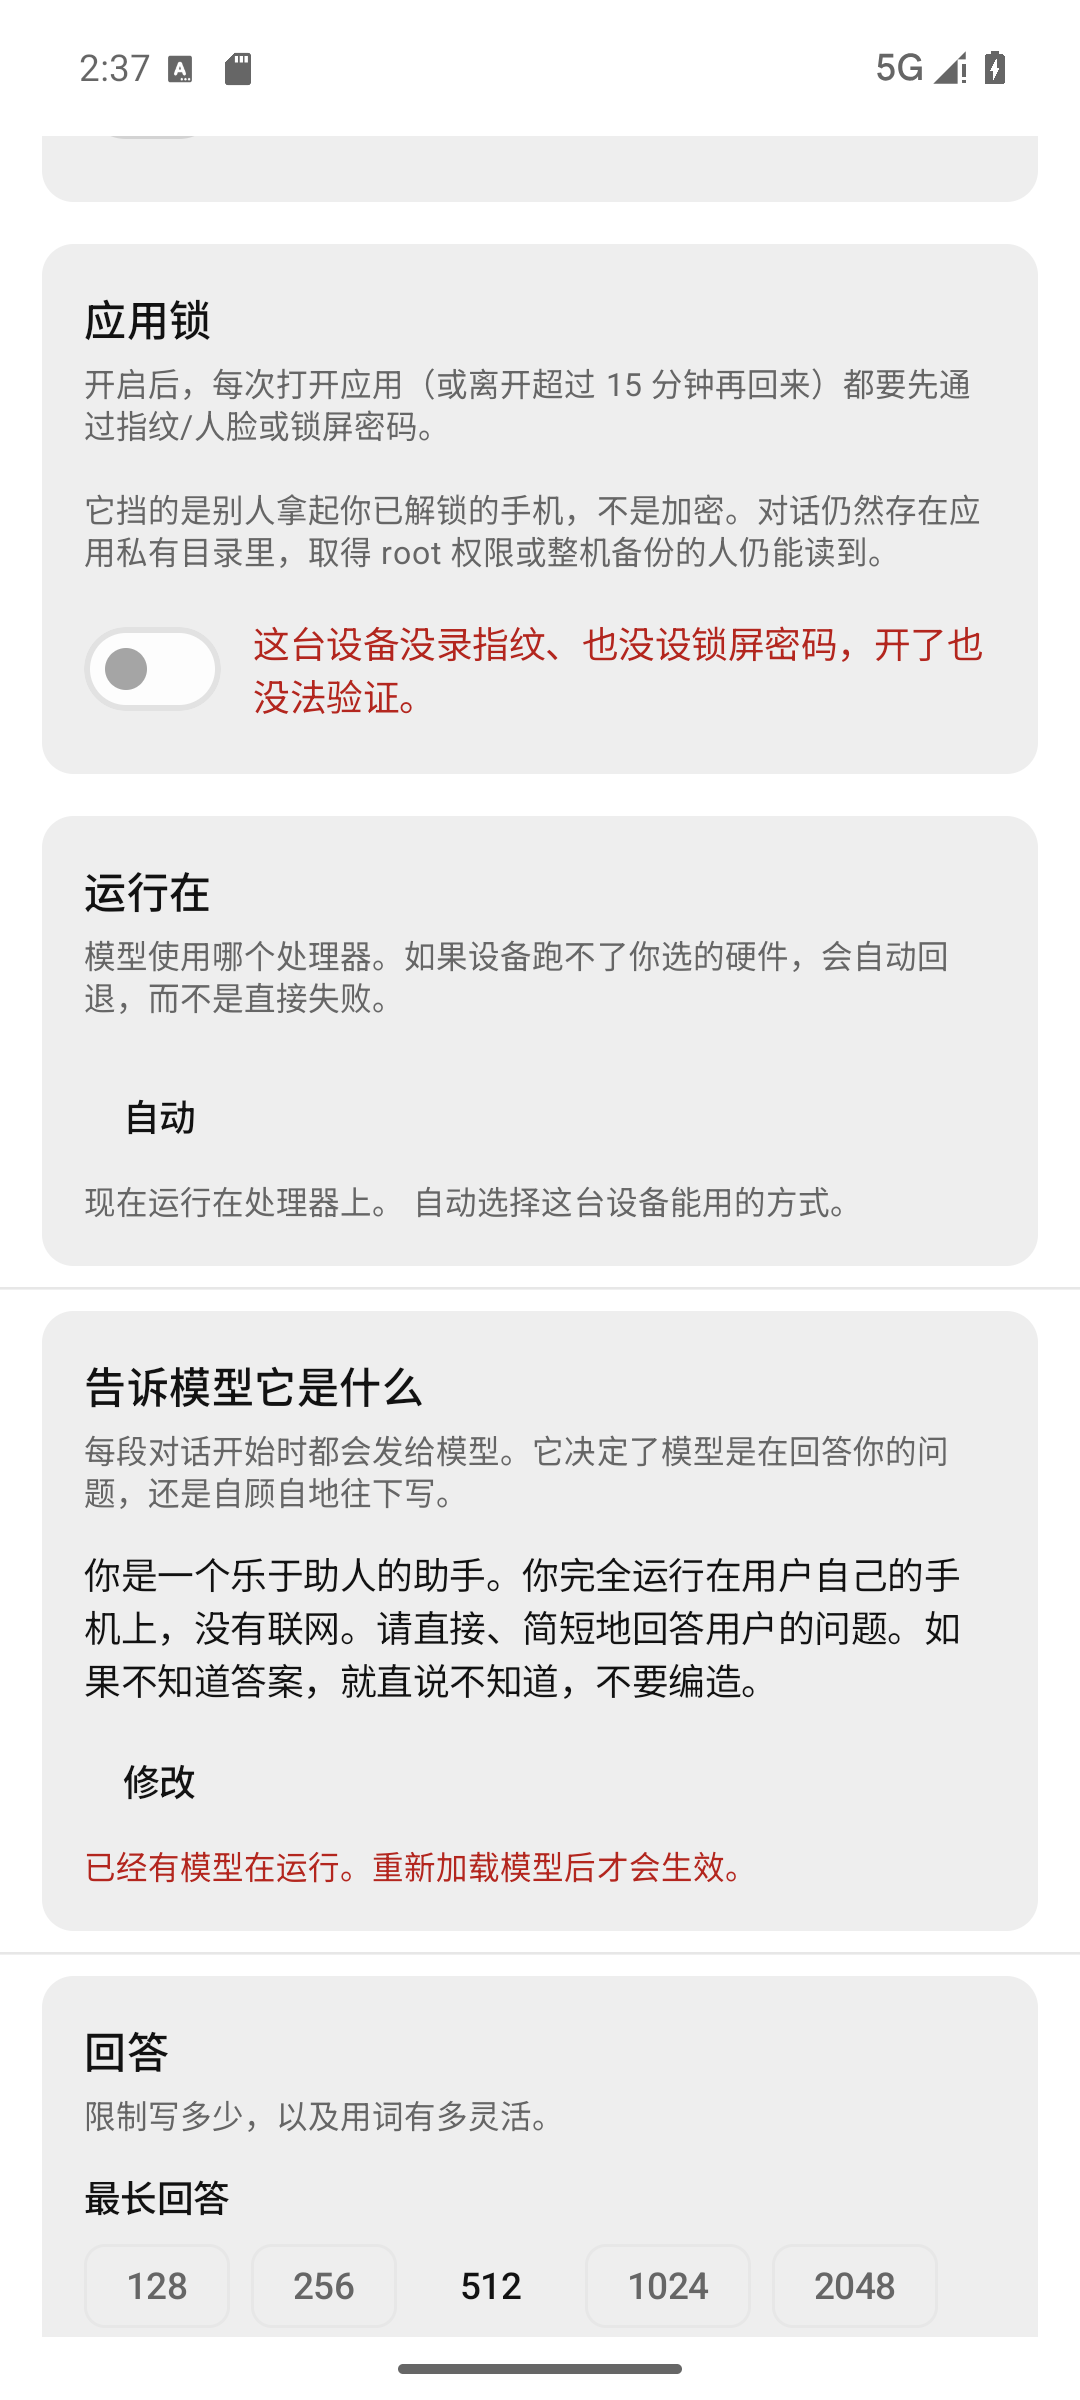 2:37
5G
应用锁
开启后，每次打开应用（或离开超过 15 分钟再回来）都要先通
过指纹/人脸或锁屏密码。
它挡的是别人拿起你已解锁的手机，不是加密。对话仍然存在应
用私有目录里，取得 root 权限或整机备份的人仍能读到。
这台设备没录指纹、也没设锁屏密码，开了也
没法验证。
运行在
模型使用哪个处理器。如果设备跑不了你选的硬件，会自动回
退，而不是直接失败。
自动
现在运行在处理器上。 自动选择这台设备能用的方式。
告诉模型它是什么
每段对话开始时都会发给模型。它决定了模型是在回答你的问
题，还是自顾自地往下写。
你是一个乐于助人的助手。你完全运行在用户自己的手
机上，没有联网。请直接、简短地回答用户的问题。如
果不知道答案，就直说不知道，不要编造。
修改
已经有模型在运行。重新加载模型后才会生效。
回答
限制写多少，以及用词有多灵活。
最长回答
128 256 512 1024 2048